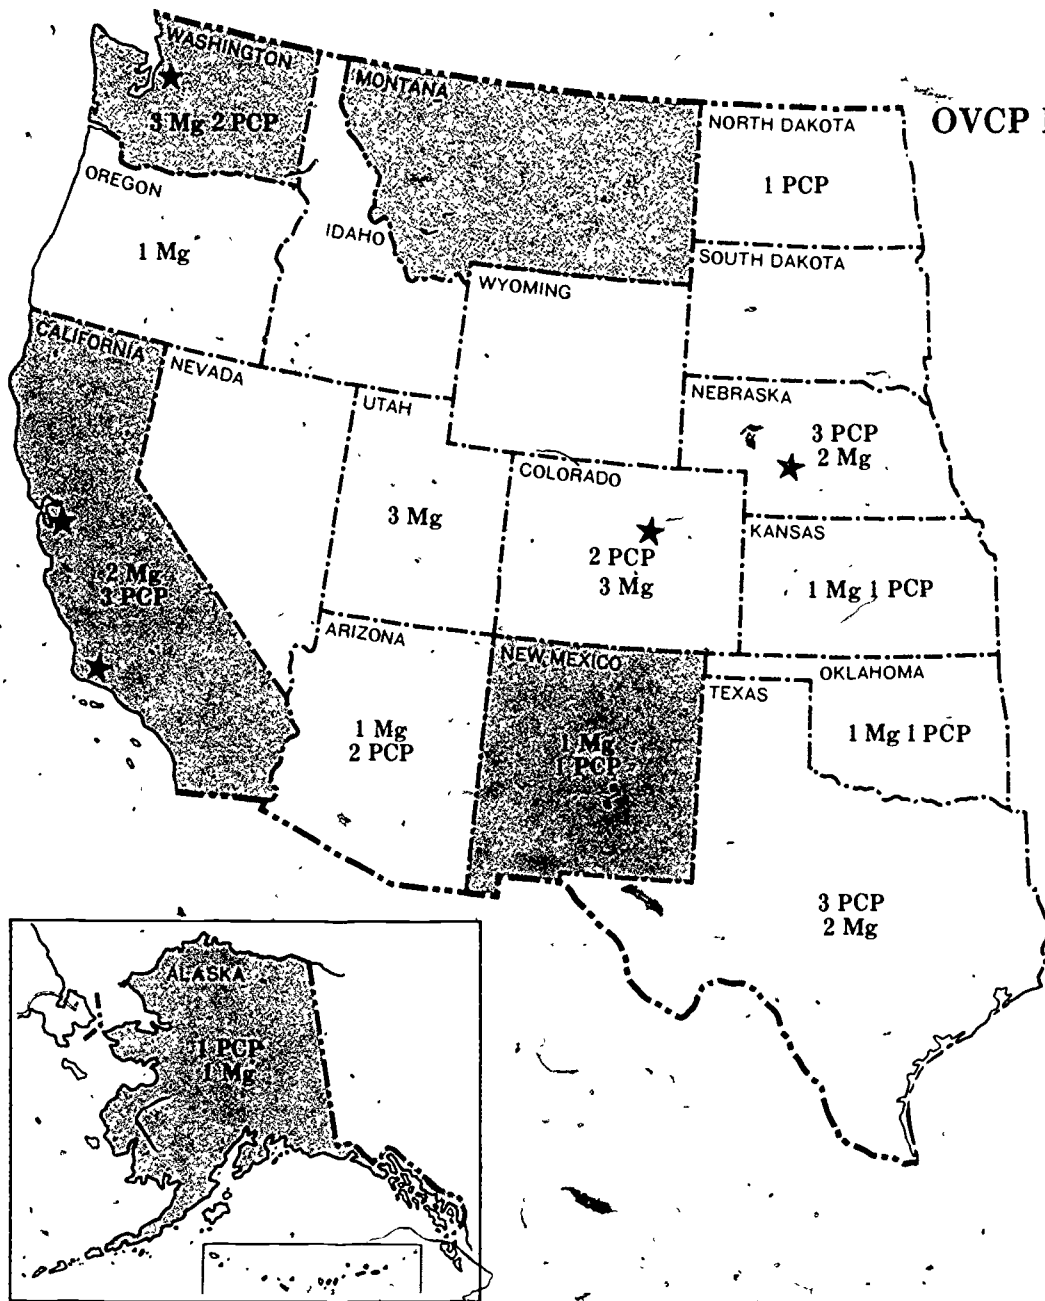 WASHINGTON
3 Mg 2 PCP
MONTANA
NORTH DAKOTA
1 PCP
OVCP
OREGON
1 Mg
IDAHO
SOUTH DAKOTA
WYOMING
CALIFORNIA
2 Mg
3 PCP
NEVADA
UTAH
3 Mg
NEBRASKA
3 PCP
2 Mg
COLORADO
2 PCP
3 Mg
KANSAS
1 Mg 1 PCP
ARIZONA
1 Mg
2 PCP
NEW MEXICO
1 Mg
1 PCP
TEXAS
3 PCP
2 Mg
OKLAHOMA
1 Mg 1 PCP
ALASKA
1 PCP
1 Mg